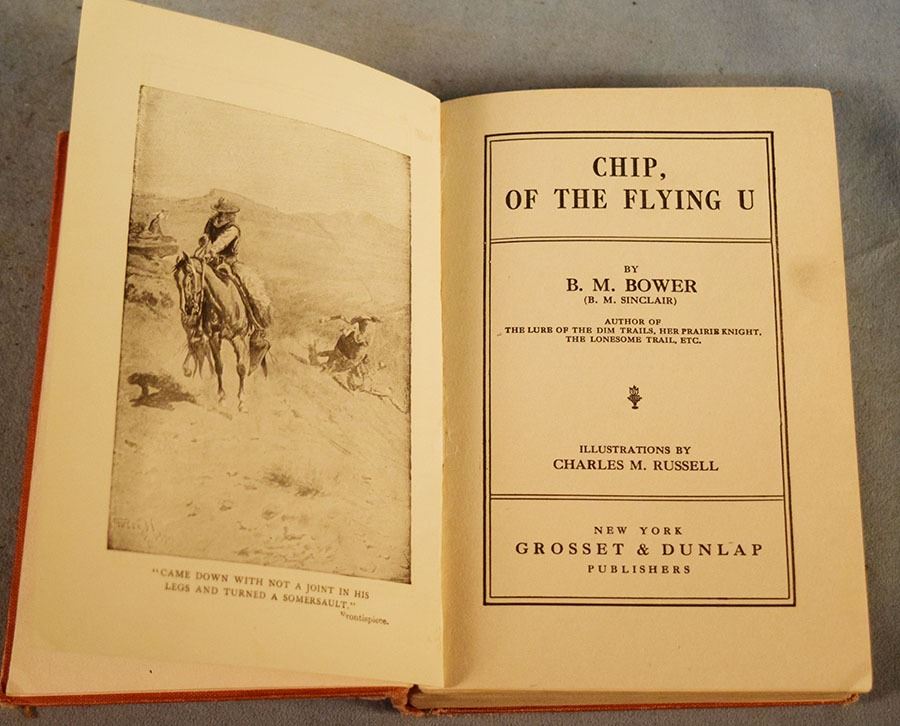 "CAME DOWN WITH NOT A JOINT IN HIS
LEGS AND TURNED A SOMERSAULT."
Frontispiece.
CHIP,
OF THE FLYING U
BY
B. M. BOWER
(B. M. SINCLAIR)
AUTHOR OF
THE LURE OF THE DIM TRAILS, HER PRAIRIE KNIGHT,
THE LONESOME TRAIL, ETC.
ILLUSTRATIONS BY
CHARLES M. RUSSELL
NEW YORK
GROSSET & DUNLAP
PUBLISHERS